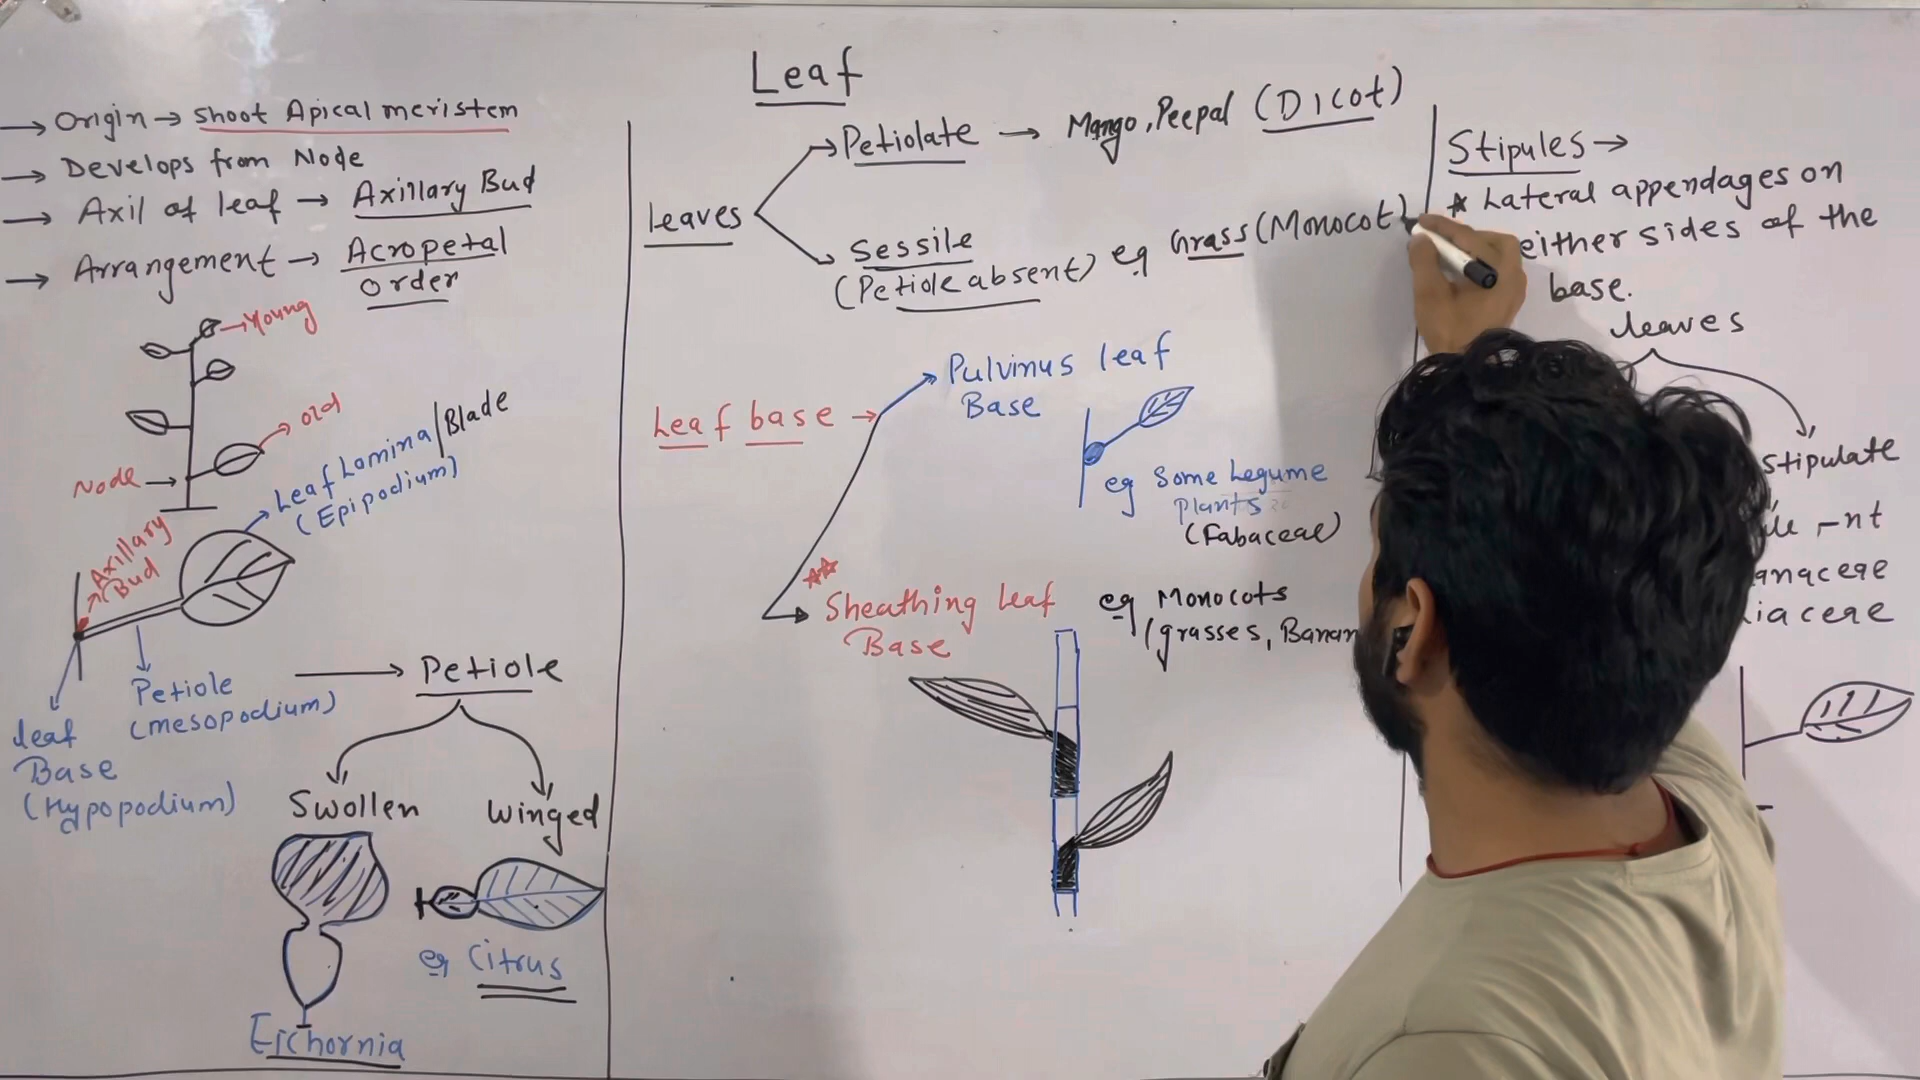 Leaf
→ Origin → Shoot Apical meristem
→ Develops from Node
→ Axil of leaf → Axillary Bud
→ Arrangement → Acropetal
order
→ Young
→ old
Node →
Leaf Lamina/Blade
(Epipodium)
Axillary
Bud
Petiole
(mesopodium)
leaf
Base
(Hypopodium)
→ Petiole
Swollen
winged
eg Citrus
Eichornia
leaves
Petiolate → Mango, Peepal (Dicot)
Sessile
(Petiole absent) eg Grass (Monocot)
Leaf base →
Pulvinus leaf
Base
eg Some Legume
plants
(Fabaceae)
Sheathing leaf
Base
eg Monocots
(grasses,
Stipules →
* Lateral appendages on
either sides of the
base.
leaves
stipulate